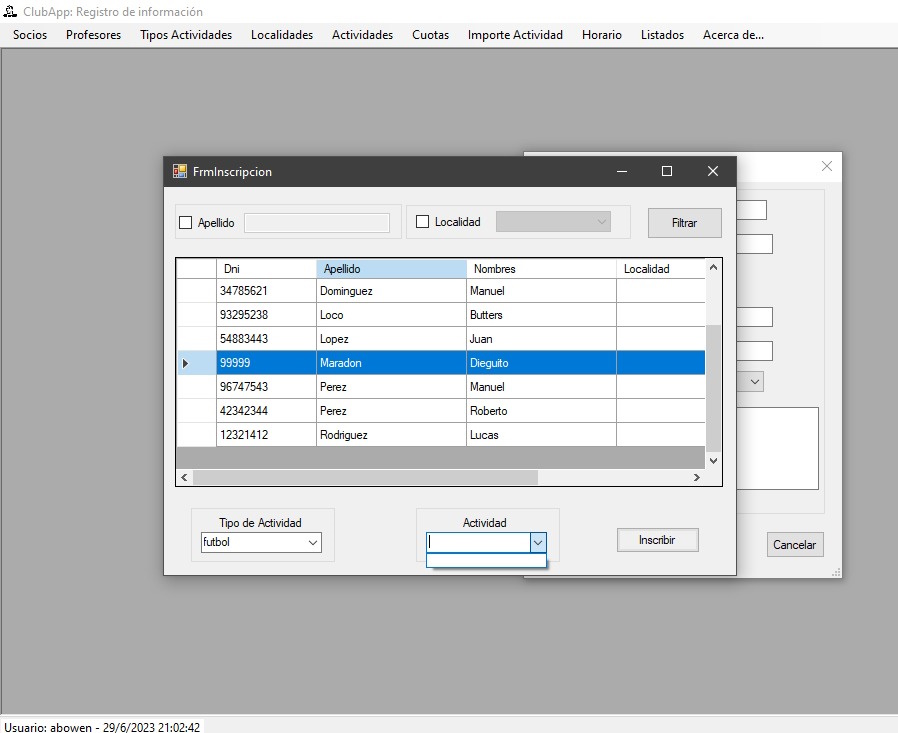 ClubApp: Registro de información
Socios Profesores Tipos Actividades Localidades Actividades Cuotas Importe Actividad Horario Listados Acerca de...
FrmInscripcion
Apellido Localidad Filtrar
Dni Apellido Nombres Localidad
34785621 Dominguez Manuel
93295238 Loco Butters
54883443 Lopez Juan
99999 Maradon Dieguito
96747543 Perez Manuel
42342344 Perez Roberto
12321412 Rodriguez Lucas
Tipo de Actividad Actividad
futbol Inscribir
Cancelar
Usuario: abowen - 29/6/2023 21:02:42